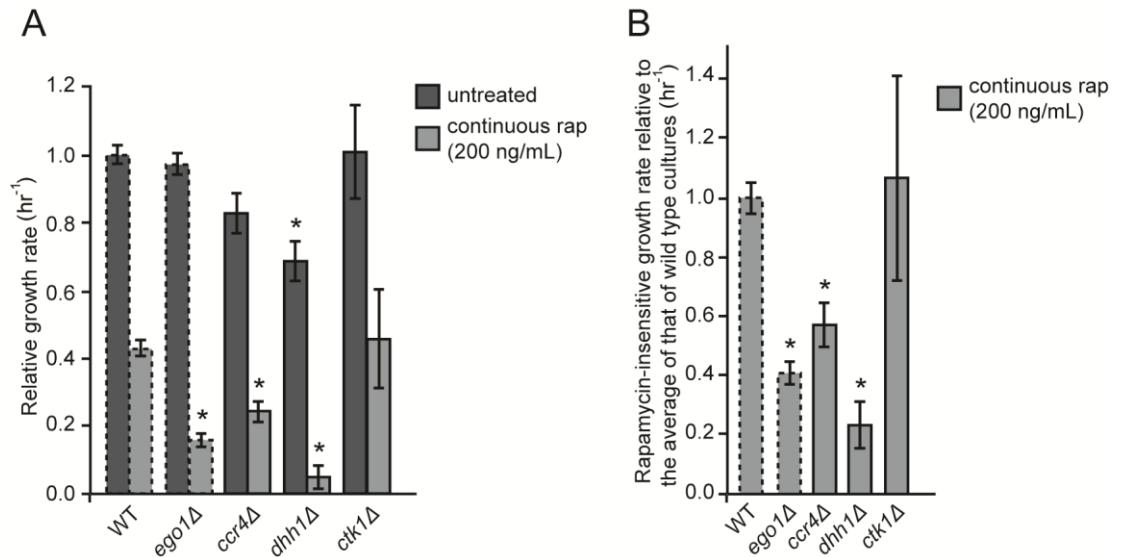 A
Relative growth rate (hr⁻¹)
1.2
1.0
0.8
0.6
0.4
0.2
0.0
untreated
continuous rap
(200 ng/mL)
*
*
*
*
WT
ego1Δ
ccr4Δ
dhh1Δ
ctk1Δ
B
Rapamycin-insensitive growth rate relative to
the average of that of wild type cultures (hr⁻¹)
1.4
1.2
1.0
0.8
0.6
0.4
0.2
0.0
continuous rap
(200 ng/mL)
*
*
*
WT
ego1Δ
ccr4Δ
dhh1Δ
ctk1Δ